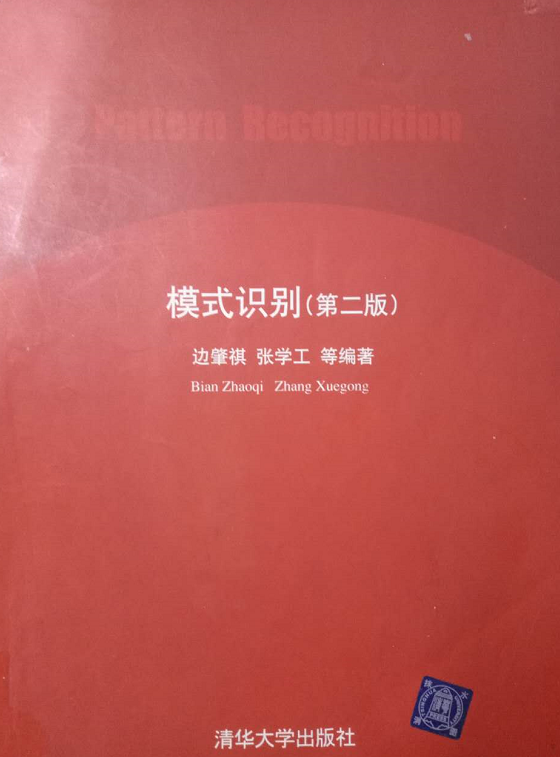 Pattern Recognition
模式识别(第二版)
边肇祺 张学工 等编著
Bian Zhaoqi Zhang Xuegong
清华大学出版社